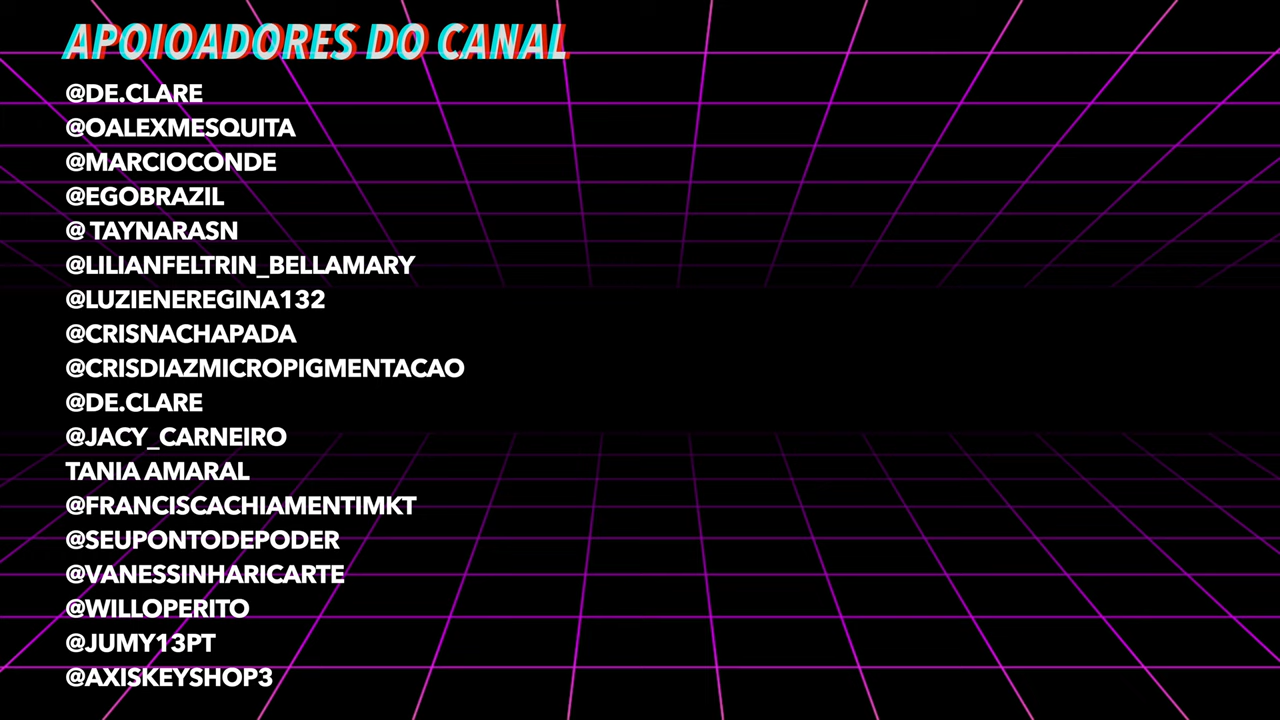 APOIOADORES DO CANAL
@DE.CLARE
@OALEXMESQUITA
@MARCIOCONDE
@EGOBRAZIL
@ TAYNARASN
@LILIANFELTRIN_BELLAMARY
@LUZIENEREGINA132
@CRISNACHAPADA
@CRISDIAZMICROPIGMENTACAO
@DE.CLARE
@JACY_CARNEIRO
TANIA AMARAL
@FRANCISCACHIAMENTIMKT
@SEUPONTODEPODER
@VANESSINHARICARTE
@WILLOPERITO
@JUMY13PT
@AXISKEYSHOP3